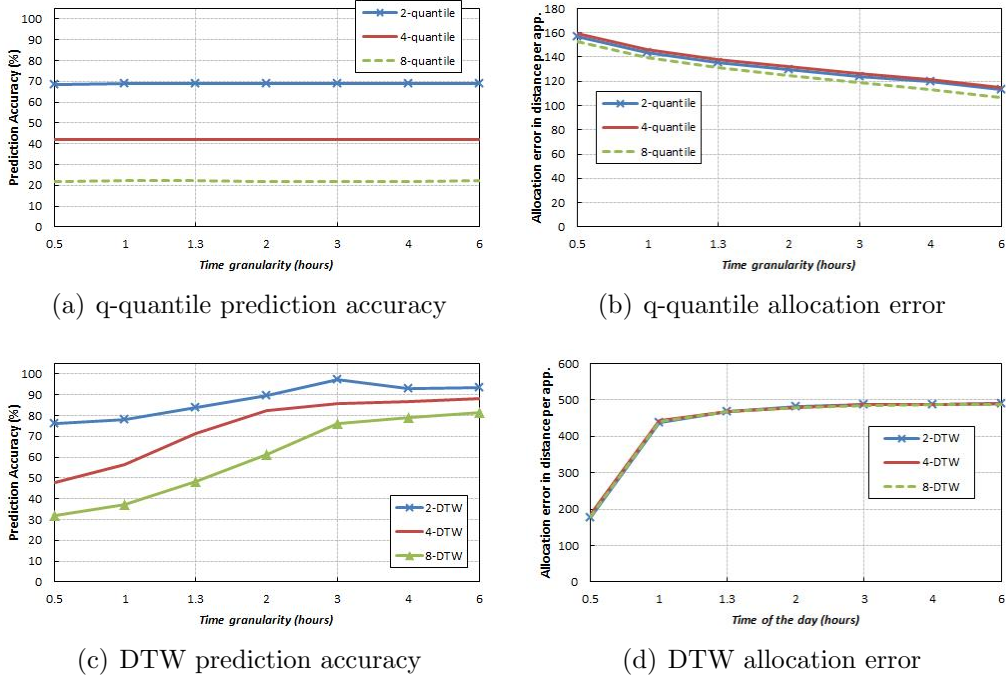 100
90
80
70
60
50
40
30
20
10
0
Prediction Accuracy (%)
2-quantile
4-quantile
8-quantile
0.5 1 1.3 2 3 4 6
Time granularity (hours)
(a) q-quantile prediction accuracy
180
160
140
120
100
80
60
40
20
0
Allocation error in distance per app.
2-quantile
4-quantile
8-quantile
0.5 1 1.3 2 3 4 6
Time granularity (hours)
(b) q-quantile allocation error
100
90
80
70
60
50
40
30
20
10
0
Prediction Accuracy (%)
2-DTW
4-DTW
8-DTW
0.5 1 1.3 2 3 4 6
Time granularity (hours)
(c) DTW prediction accuracy
600
500
400
300
200
100
0
Allocation error in distance per app.
2-DTW
4-DTW
8-DTW
0.5 1 1.3 2 3 4 6
Time of the day (hours)
(d) DTW allocation error